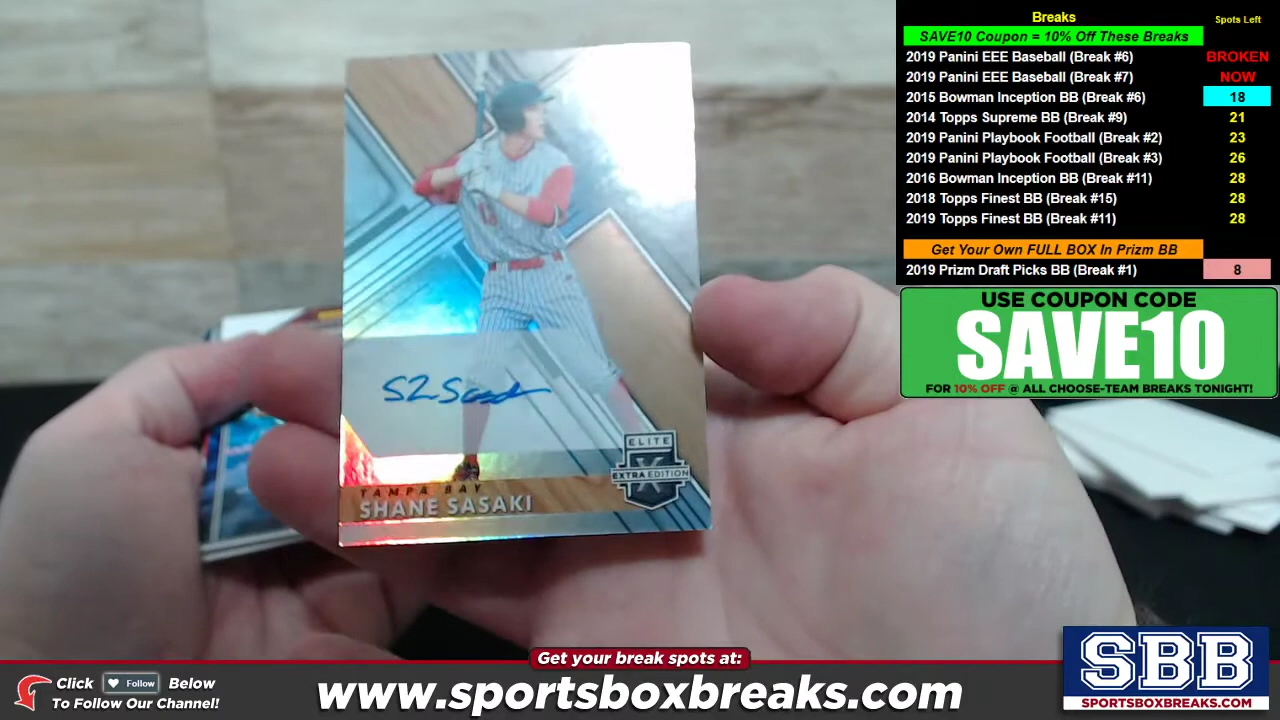 Breaks
Spots Left
SAVE10 Coupon = 10% Off These Breaks
2019 Panini EEE Baseball (Break #6) BROKEN
2019 Panini EEE Baseball (Break #7) NOW
2015 Bowman Inception BB (Break #6) 18
2014 Topps Supreme BB (Break #9) 21
2019 Panini Playbook Football (Break #2) 23
2019 Panini Playbook Football (Break #3) 26
2016 Bowman Inception BB (Break #11) 28
2018 Topps Finest BB (Break #15) 28
2019 Topps Finest BB (Break #11) 28
Get Your Own FULL BOX In Prizm BB
2019 Prizm Draft Picks BB (Break #1) 8
USE COUPON CODE
SAVE10
FOR 10% OFF @ ALL CHOOSE-TEAM BREAKS TONIGHT!
ELITE
X
EXTRA EDITION
TAMPA BAY
SHANE SASAKI
Get your break spots at:
Click Follow Below
To Follow Our Channel!
www.sportsboxbreaks.com
SBB
SPORTSBOXBREAKS.COM